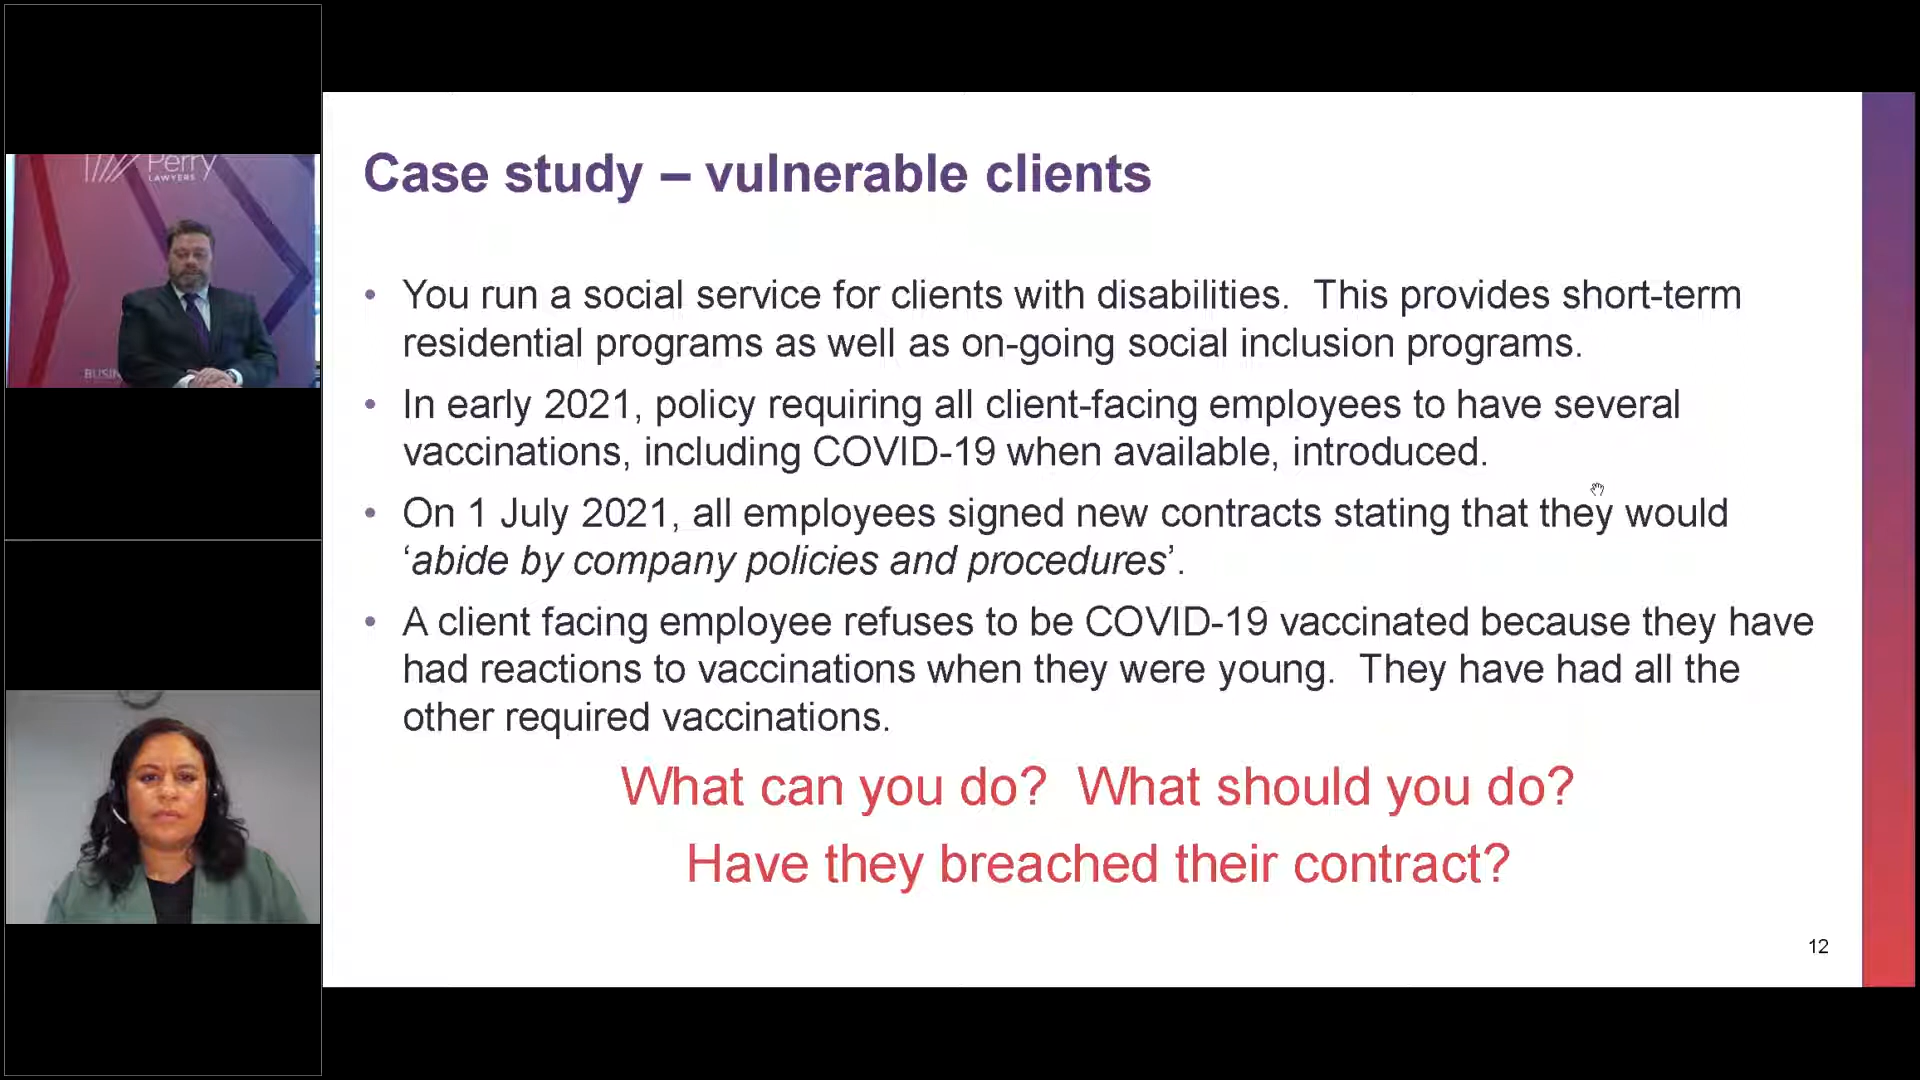 Perry
LAWYERS
Case study – vulnerable clients
• You run a social service for clients with disabilities.  This provides short-term
residential programs as well as on-going social inclusion programs.
• In early 2021, policy requiring all client-facing employees to have several
vaccinations, including COVID-19 when available, introduced.
• On 1 July 2021, all employees signed new contracts stating that they would
‘abide by company policies and procedures’.
• A client facing employee refuses to be COVID-19 vaccinated because they have
had reactions to vaccinations when they were young.  They have had all the
other required vaccinations.
What can you do?  What should you do?
Have they breached their contract?
12